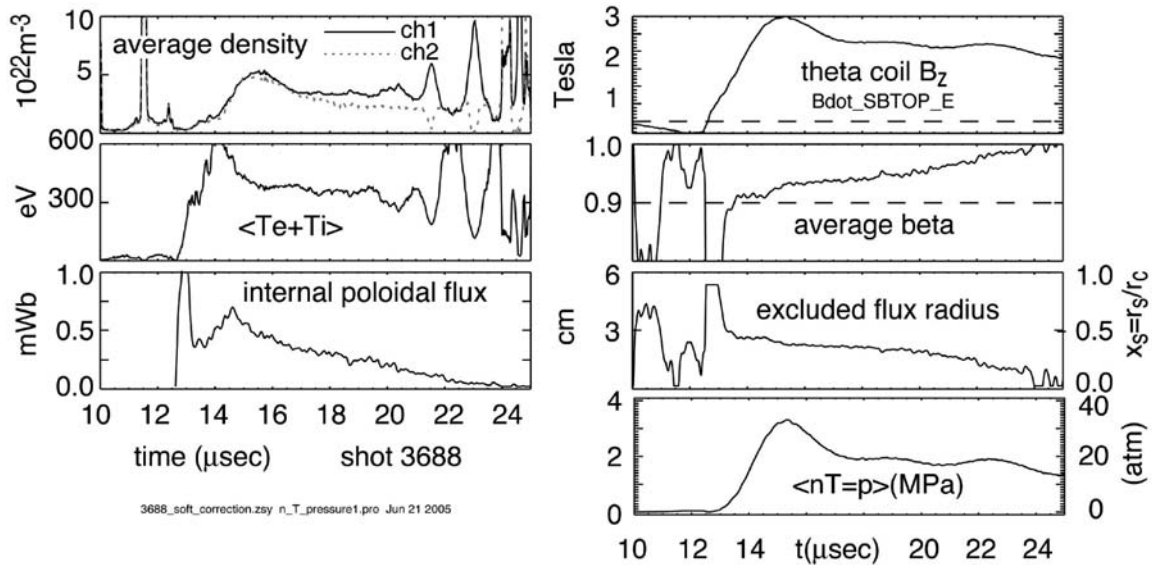 10²²m⁻³
10
5
average density
ch1
ch2
600
300
0
eV
<Te+Ti>
1.0
0.5
0.0
mWb
internal poloidal flux
10 12 14 16 18 20 22 24
time (μsec) shot 3688
3688_soft_correction.zsy n_T_pressure1.pro Jun 21 2005
Tesla
3
2
1
theta coil B_Z
Bdot_SBTOP_E
1.0
0.9
average beta
cm
6
3
0
excluded flux radius
1.0
0.5
0.0
x_S=r_S/r_C
4
2
0
40
20
0
(atm)
<nT=p>(MPa)
10 12 14 16 18 20 22 24
t(μsec)